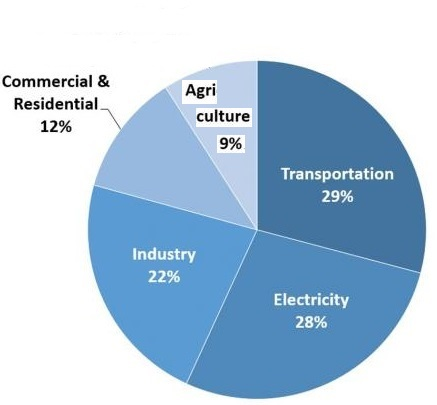 Commercial &
Residential
12%
Agri
culture
9%
Transportation
29%
Industry
22%
Electricity
28%